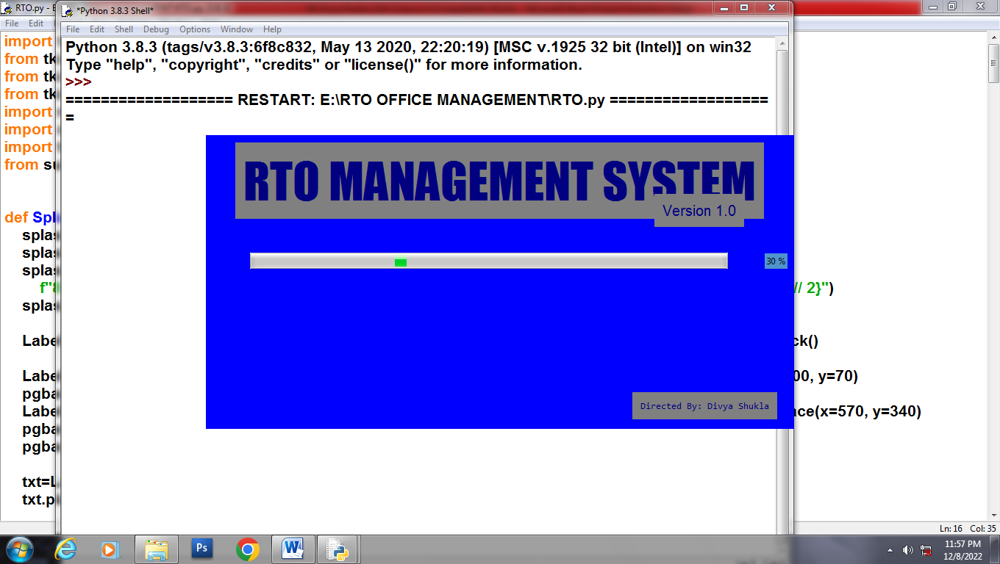 RTO.py - E
*Python 3.8.3 Shell*
File Edit
File Edit Shell Debug Options Window Help
Python 3.8.3 (tags/v3.8.3:6f8c832, May 13 2020, 22:20:19) [MSC v.1925 32 bit (Intel)] on win32
Type "help", "copyright", "credits" or "license()" for more information.
>>>
=================== RESTART: E:\RTO OFFICE MANAGEMENT\RTO.py ==================
=
import
from tk
from tk
from tk
import
import
import
from su
def Spl
splas
splas
splas
f"8
// 2}")
splas
Labe
ck()
Labe
00, y=70)
pgba
Labe
ace(x=570, y=340)
pgba
pgba
txt=L
txt.p
RTO MANAGEMENT SYSTEM
Version 1.0
30 %
Directed By: Divya Shukla
Ln: 16 Col: 35
Ps
W
11:57 PM
12/8/2022